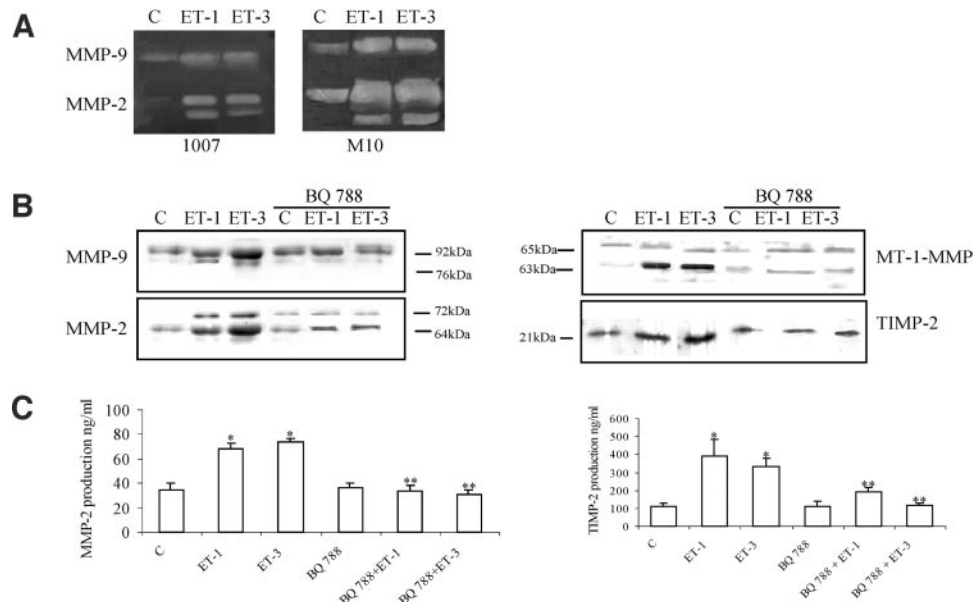 A
C ET-1 ET-3
C ET-1 ET-3
MMP-9
MMP-2
1007
M10
B
BQ 788
C ET-1 ET-3 C ET-1 ET-3
MMP-9
92kDa
76kDa
MMP-2
72kDa
64kDa
BQ 788
C ET-1 ET-3 C ET-1 ET-3
65kDa
63kDa
MT-1-MMP
21kDa
TIMP-2
C
MMP-2 production ng/ml
100
80
60
40
20
0
* * ** **
C ET-1 ET-3 BQ 788 BQ 788+ET-1 BQ 788+ET-3
TIMP-2 production ng/ml
600
500
400
300
200
100
0
* * ** **
C ET-1 ET-3 BQ 788 BQ 788 + ET-1 BQ 788 + ET-3